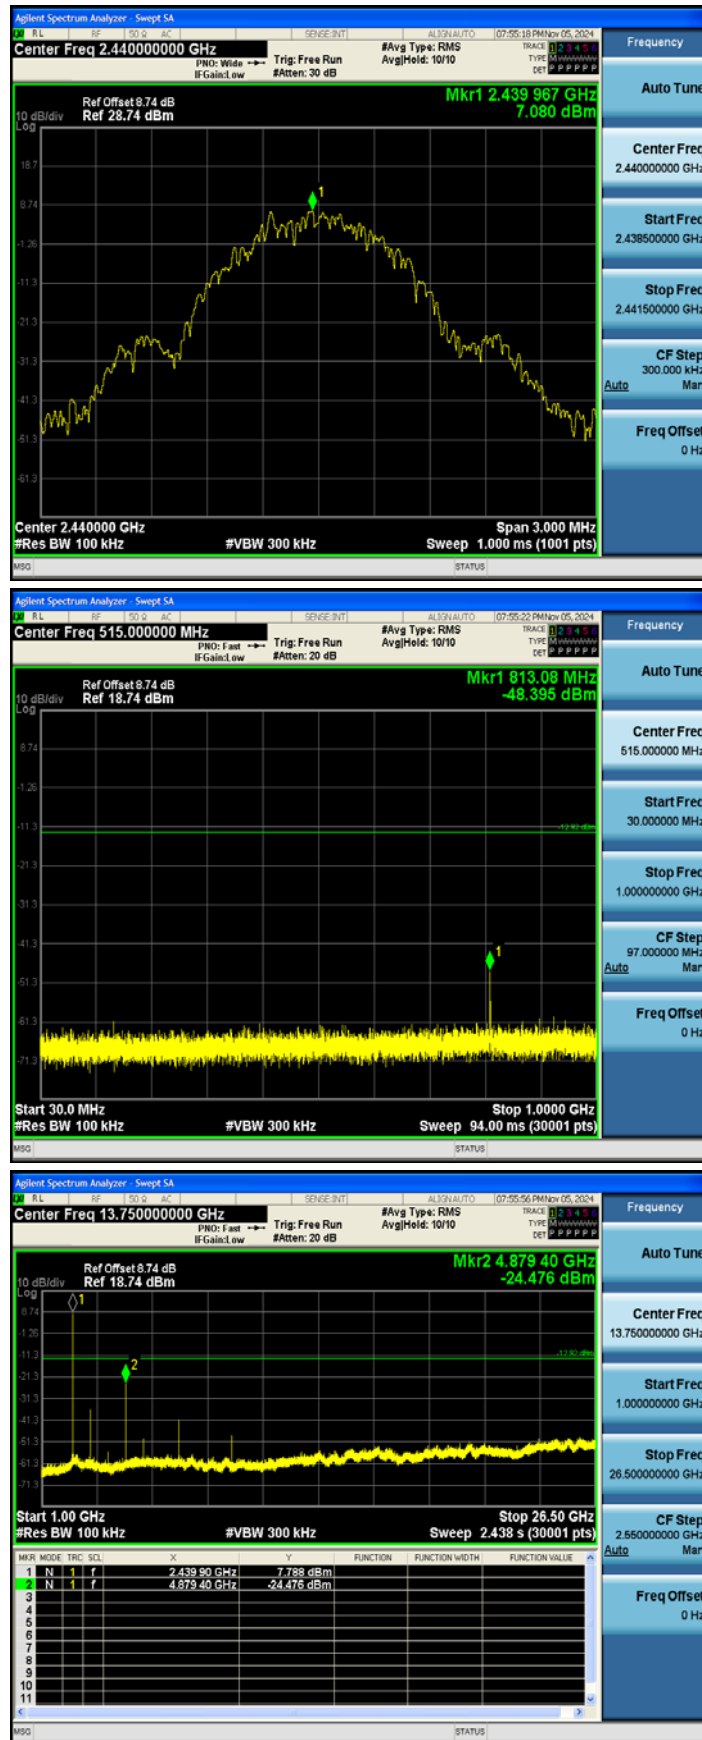 Agilent Spectrum Analyzer - Swept SA
RL RF 50 Ω AC SENSE:INT ALIGNAUTO 07:55:18 PM Nov 05, 2024
Center Freq 2.440000000 GHz
PNO: Wide
IFGain:Low
Trig: Free Run
#Atten: 30 dB
#Avg Type: RMS
Avg|Hold: 10/10
TRACE 1 2 3 4 5 6
TYPE M
DET P P P P P P
Ref Offset 8.74 dB
Ref 28.74 dBm
10 dB/div
Log
Mkr1 2.439 967 GHz
7.080 dBm
18.7
8.74
-1.26
-11.3
-21.3
-31.3
-41.3
-51.3
-61.3
1
Center 2.440000 GHz
#Res BW 100 kHz
#VBW 300 kHz
Span 3.000 MHz
Sweep 1.000 ms (1001 pts)
MSG STATUS
Frequency
Auto Tune
Center Freq
2.440000000 GHz
Start Freq
2.438500000 GHz
Stop Freq
2.441500000 GHz
CF Step
300.000 kHz
Auto Man
Freq Offset
0 Hz
Agilent Spectrum Analyzer - Swept SA
RL RF 50 Ω AC SENSE:INT ALIGNAUTO 07:55:22 PM Nov 05, 2024
Center Freq 515.000000 MHz
PNO: Fast
IFGain:Low
Trig: Free Run
#Atten: 20 dB
#Avg Type: RMS
Avg|Hold: 10/10
TRACE 1 2 3 4 5 6
TYPE M
DET P P P P P P
Ref Offset 8.74 dB
Ref 18.74 dBm
10 dB/div
Log
Mkr1 813.08 MHz
-48.395 dBm
8.74
-1.26
-11.3
-21.3
-31.3
-41.3
-51.3
-61.3
-71.3
-12.92 dBm
1
Start 30.0 MHz
#Res BW 100 kHz
#VBW 300 kHz
Stop 1.0000 GHz
Sweep 94.00 ms (30001 pts)
MSG STATUS
Frequency
Auto Tune
Center Freq
515.000000 MHz
Start Freq
30.000000 MHz
Stop Freq
1.000000000 GHz
CF Step
97.000000 MHz
Auto Man
Freq Offset
0 Hz
Agilent Spectrum Analyzer - Swept SA
RL RF 50 Ω AC SENSE:INT ALIGNAUTO 07:55:56 PM Nov 05, 2024
Center Freq 13.750000000 GHz
PNO: Fast
IFGain:Low
Trig: Free Run
#Atten: 20 dB
#Avg Type: RMS
Avg|Hold: 10/10
TRACE 1 2 3 4 5 6
TYPE M
DET P P P P P P
Ref Offset 8.74 dB
Ref 18.74 dBm
10 dB/div
Log
Mkr2 4.879 40 GHz
-24.476 dBm
8.74
-1.26
-11.3
-21.3
-31.3
-41.3
-51.3
-61.3
-71.3
-12.92 dBm
1
2
Start 1.00 GHz
#Res BW 100 kHz
#VBW 300 kHz
Stop 26.50 GHz
Sweep 2.438 s (30001 pts)
MKR MODE TRC SCL X Y FUNCTION FUNCTION WIDTH FUNCTION VALUE
1 N 1 f 2.439 90 GHz 7.788 dBm
2 N 1 f 4.879 40 GHz -24.476 dBm
3
4
5
6
7
8
9
10
11
MSG STATUS
Frequency
Auto Tune
Center Freq
13.750000000 GHz
Start Freq
1.000000000 GHz
Stop Freq
26.500000000 GHz
CF Step
2.550000000 GHz
Auto Man
Freq Offset
0 Hz